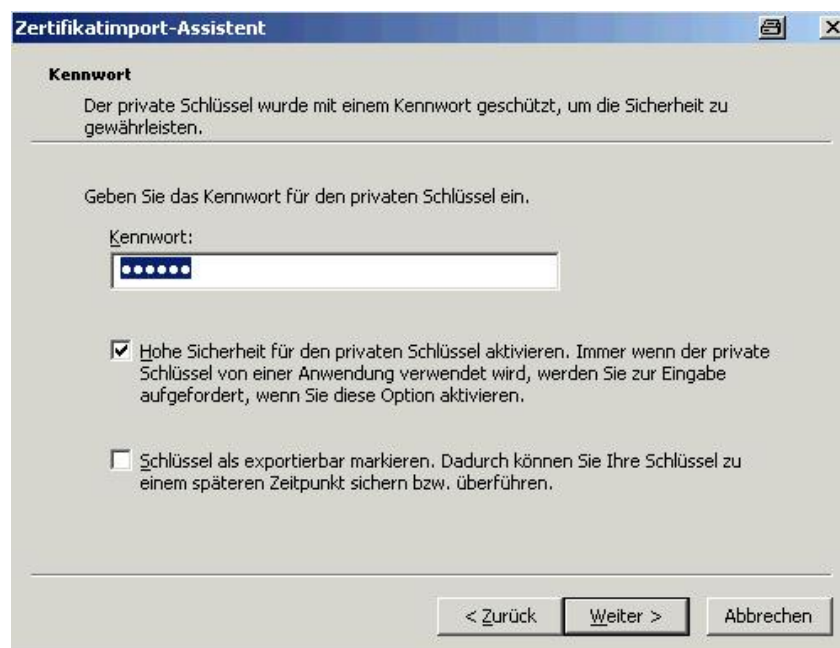 Zertifikatimport-Assistent
Kennwort
Der private Schlüssel wurde mit einem Kennwort geschützt, um die Sicherheit zu
gewährleisten.
Geben Sie das Kennwort für den privaten Schlüssel ein.
Kennwort:
••••••
Hohe Sicherheit für den privaten Schlüssel aktivieren. Immer wenn der private
Schlüssel von einer Anwendung verwendet wird, werden Sie zur Eingabe
aufgefordert, wenn Sie diese Option aktivieren.
Schlüssel als exportierbar markieren. Dadurch können Sie Ihre Schlüssel zu
einem späteren Zeitpunkt sichern bzw. überführen.
< Zurück Weiter > Abbrechen